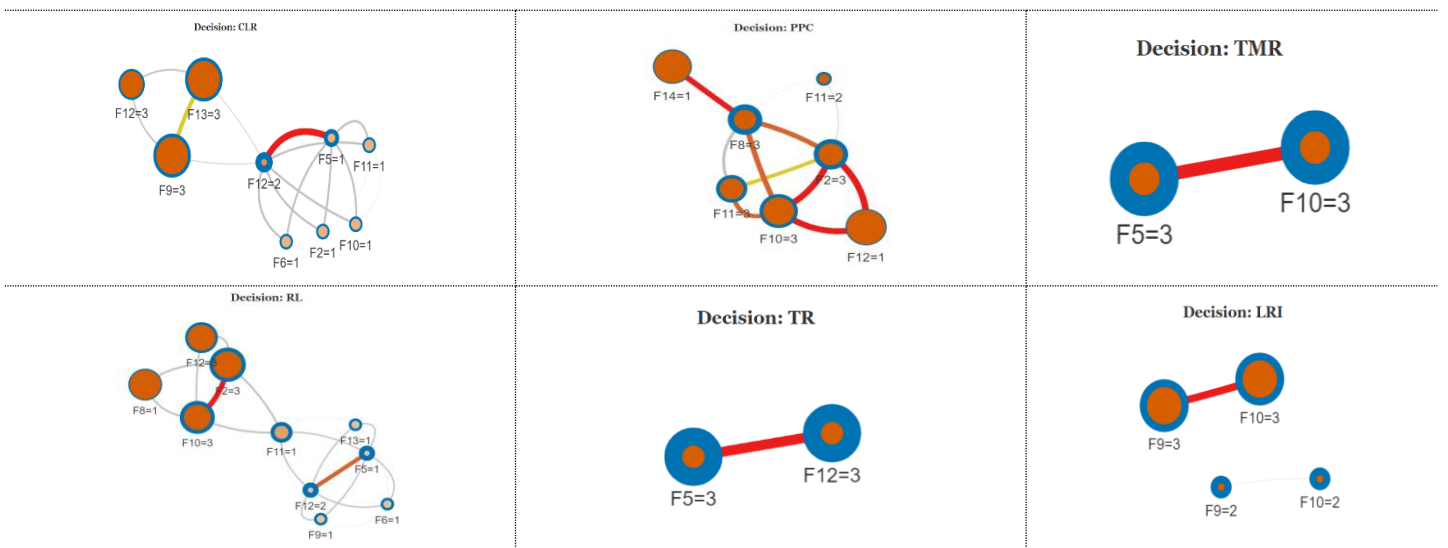 Decision: CLR
F12=3
F13=3
F9=3
F12=2
F5=1
F11=1
F6=1
F2=1
F10=1
Decision: PPC
F14=1
F11=2
F8=3
F2=3
F11=3
F10=3
F12=1
Decision: TMR
F5=3
F10=3
Decision: RL
F12=3
F2=3
F8=1
F10=3
F11=1
F13=1
F5=1
F12=2
F6=1
F9=1
Decision: TR
F5=3
F12=3
Decision: LRI
F9=3
F10=3
F9=2
F10=2